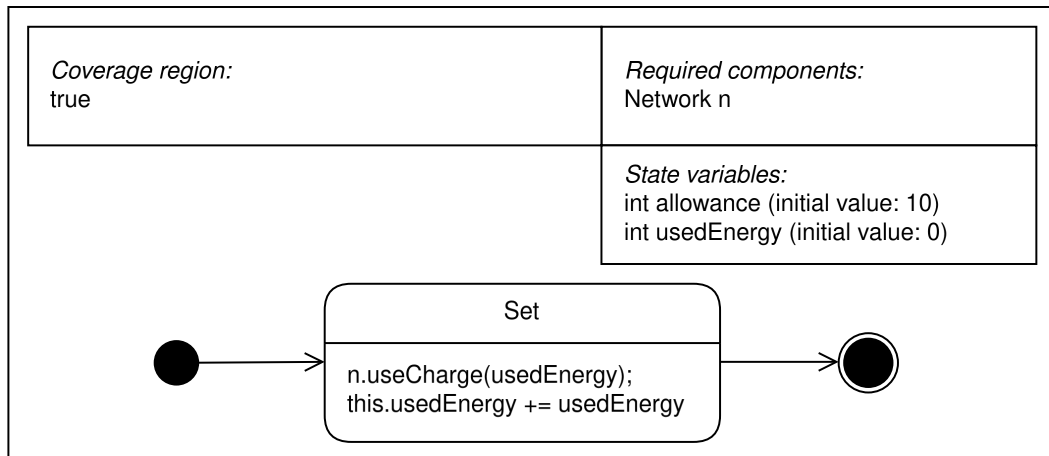 Coverage region:
true
Required components:
Network n
State variables:
int allowance (initial value: 10)
int usedEnergy (initial value: 0)
Set
n.useCharge(usedEnergy);
this.usedEnergy += usedEnergy